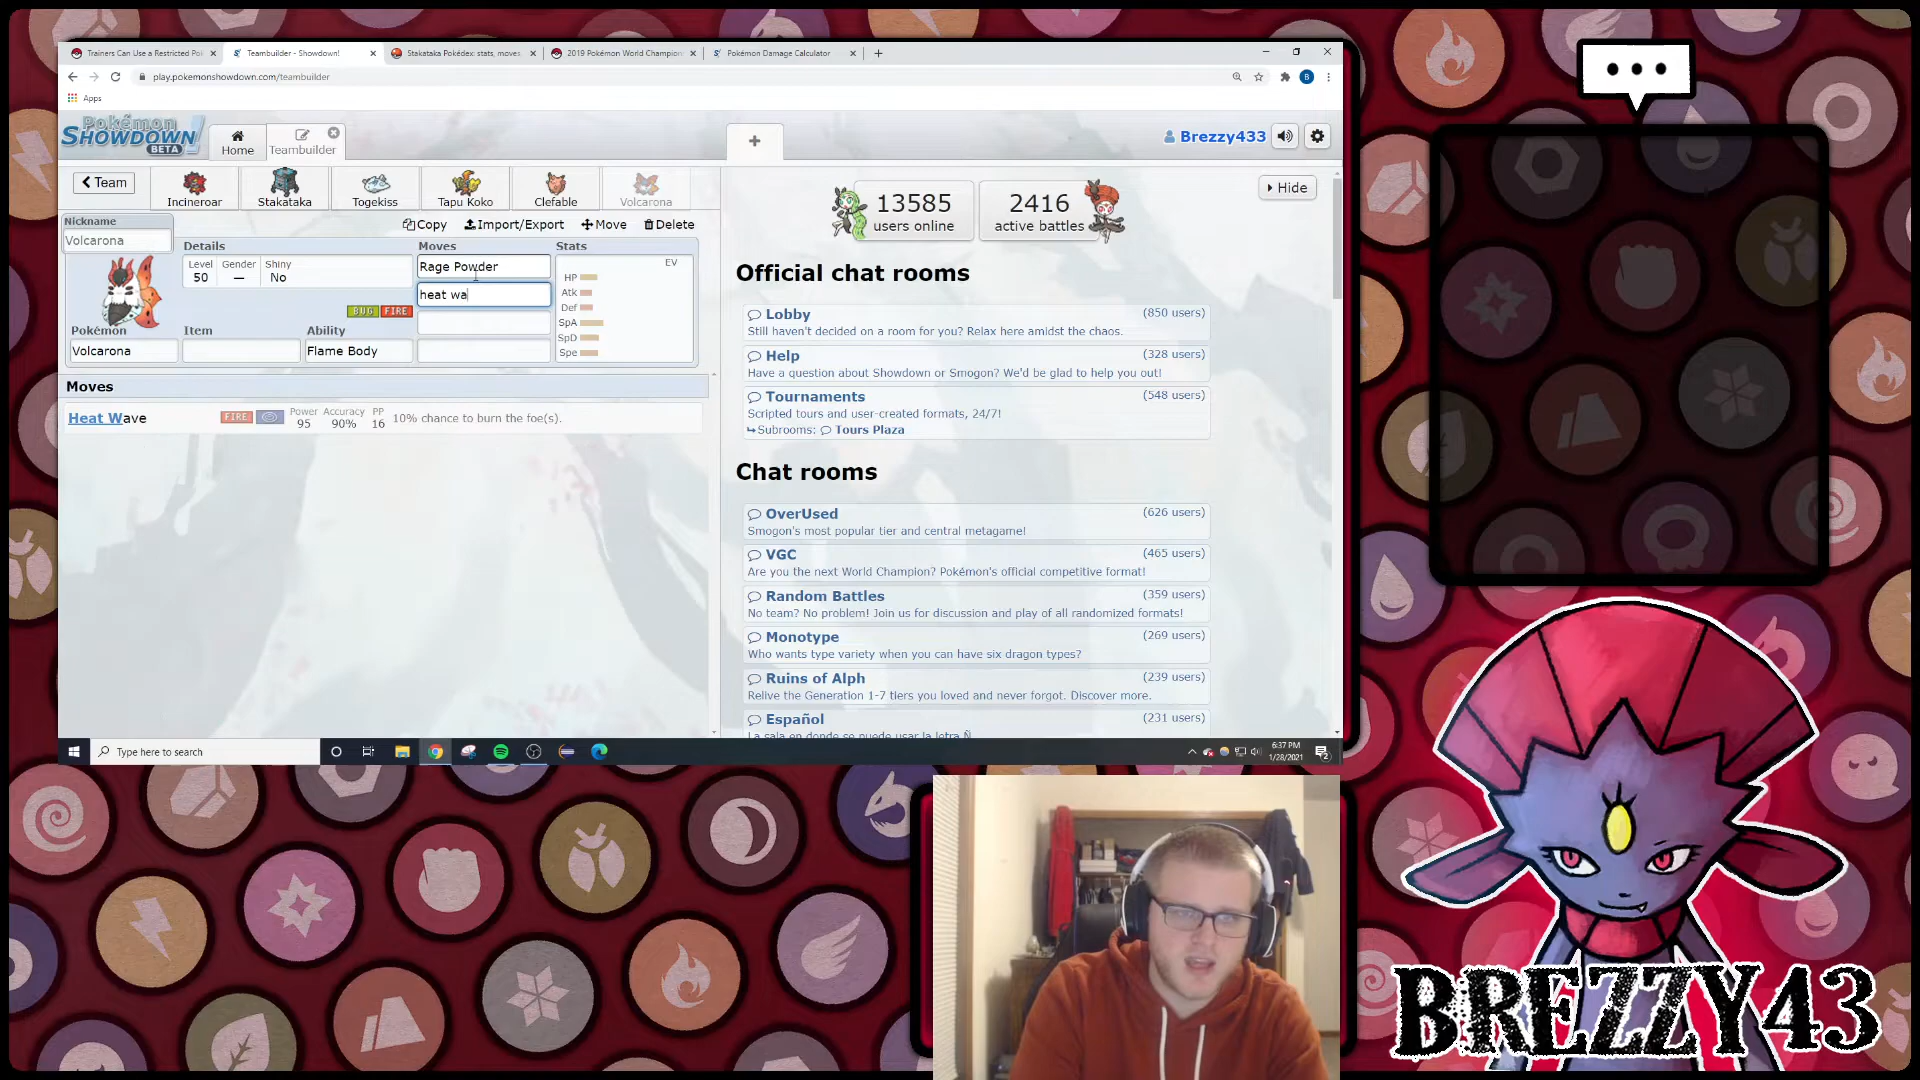 Trainers Can Use a Restricted Pok
Teambuilder - Showdown!
Stakataka Pokédex: stats, moves,
2019 Pokémon World Champion
Pokémon Damage Calculator
play.pokemonshowdown.com/teambuilder
B
Apps
Pokémon
SHOWDOWN!
BETA
Home
Teambuilder
+
Brezzy433
Team
Incineroar
Stakataka
Togekiss
Tapu Koko
Clefable
Volcarona
Hide
13585
users online
2416
active battles
Nickname
Volcarona
Copy
Import/Export
Move
Delete
Details
Moves
Stats
Level
50
Gender
—
Shiny
No
Rage Powder
heat wa
EV
HP
Atk
Def
SpA
SpD
Spe
BUG
FIRE
Pokémon
Volcarona
Item
Ability
Flame Body
Moves
Heat Wave
FIRE
Power
95
Accuracy
90%
PP
16
10% chance to burn the foe(s).
Official chat rooms
Lobby
(850 users)
Still haven't decided on a room for you? Relax here amidst the chaos.
Help
(328 users)
Have a question about Showdown or Smogon? We'd be glad to help you out!
Tournaments
(548 users)
Scripted tours and user-created formats, 24/7!
Subrooms: Tours Plaza
Chat rooms
OverUsed
(626 users)
Smogon's most popular tier and central metagame!
VGC
(465 users)
Are you the next World Champion? Pokémon's official competitive format!
Random Battles
(359 users)
No team? No problem! Join us for discussion and play of all randomized formats!
Monotype
(269 users)
Who wants type variety when you can have six dragon types?
Ruins of Alph
(239 users)
Relive the Generation 1-7 tiers you loved and never forgot. Discover more.
Español
(231 users)
La sala en donde se puede usar la letra Ñ
Type here to search
6:37 PM
1/28/2021
2
BREZZY43